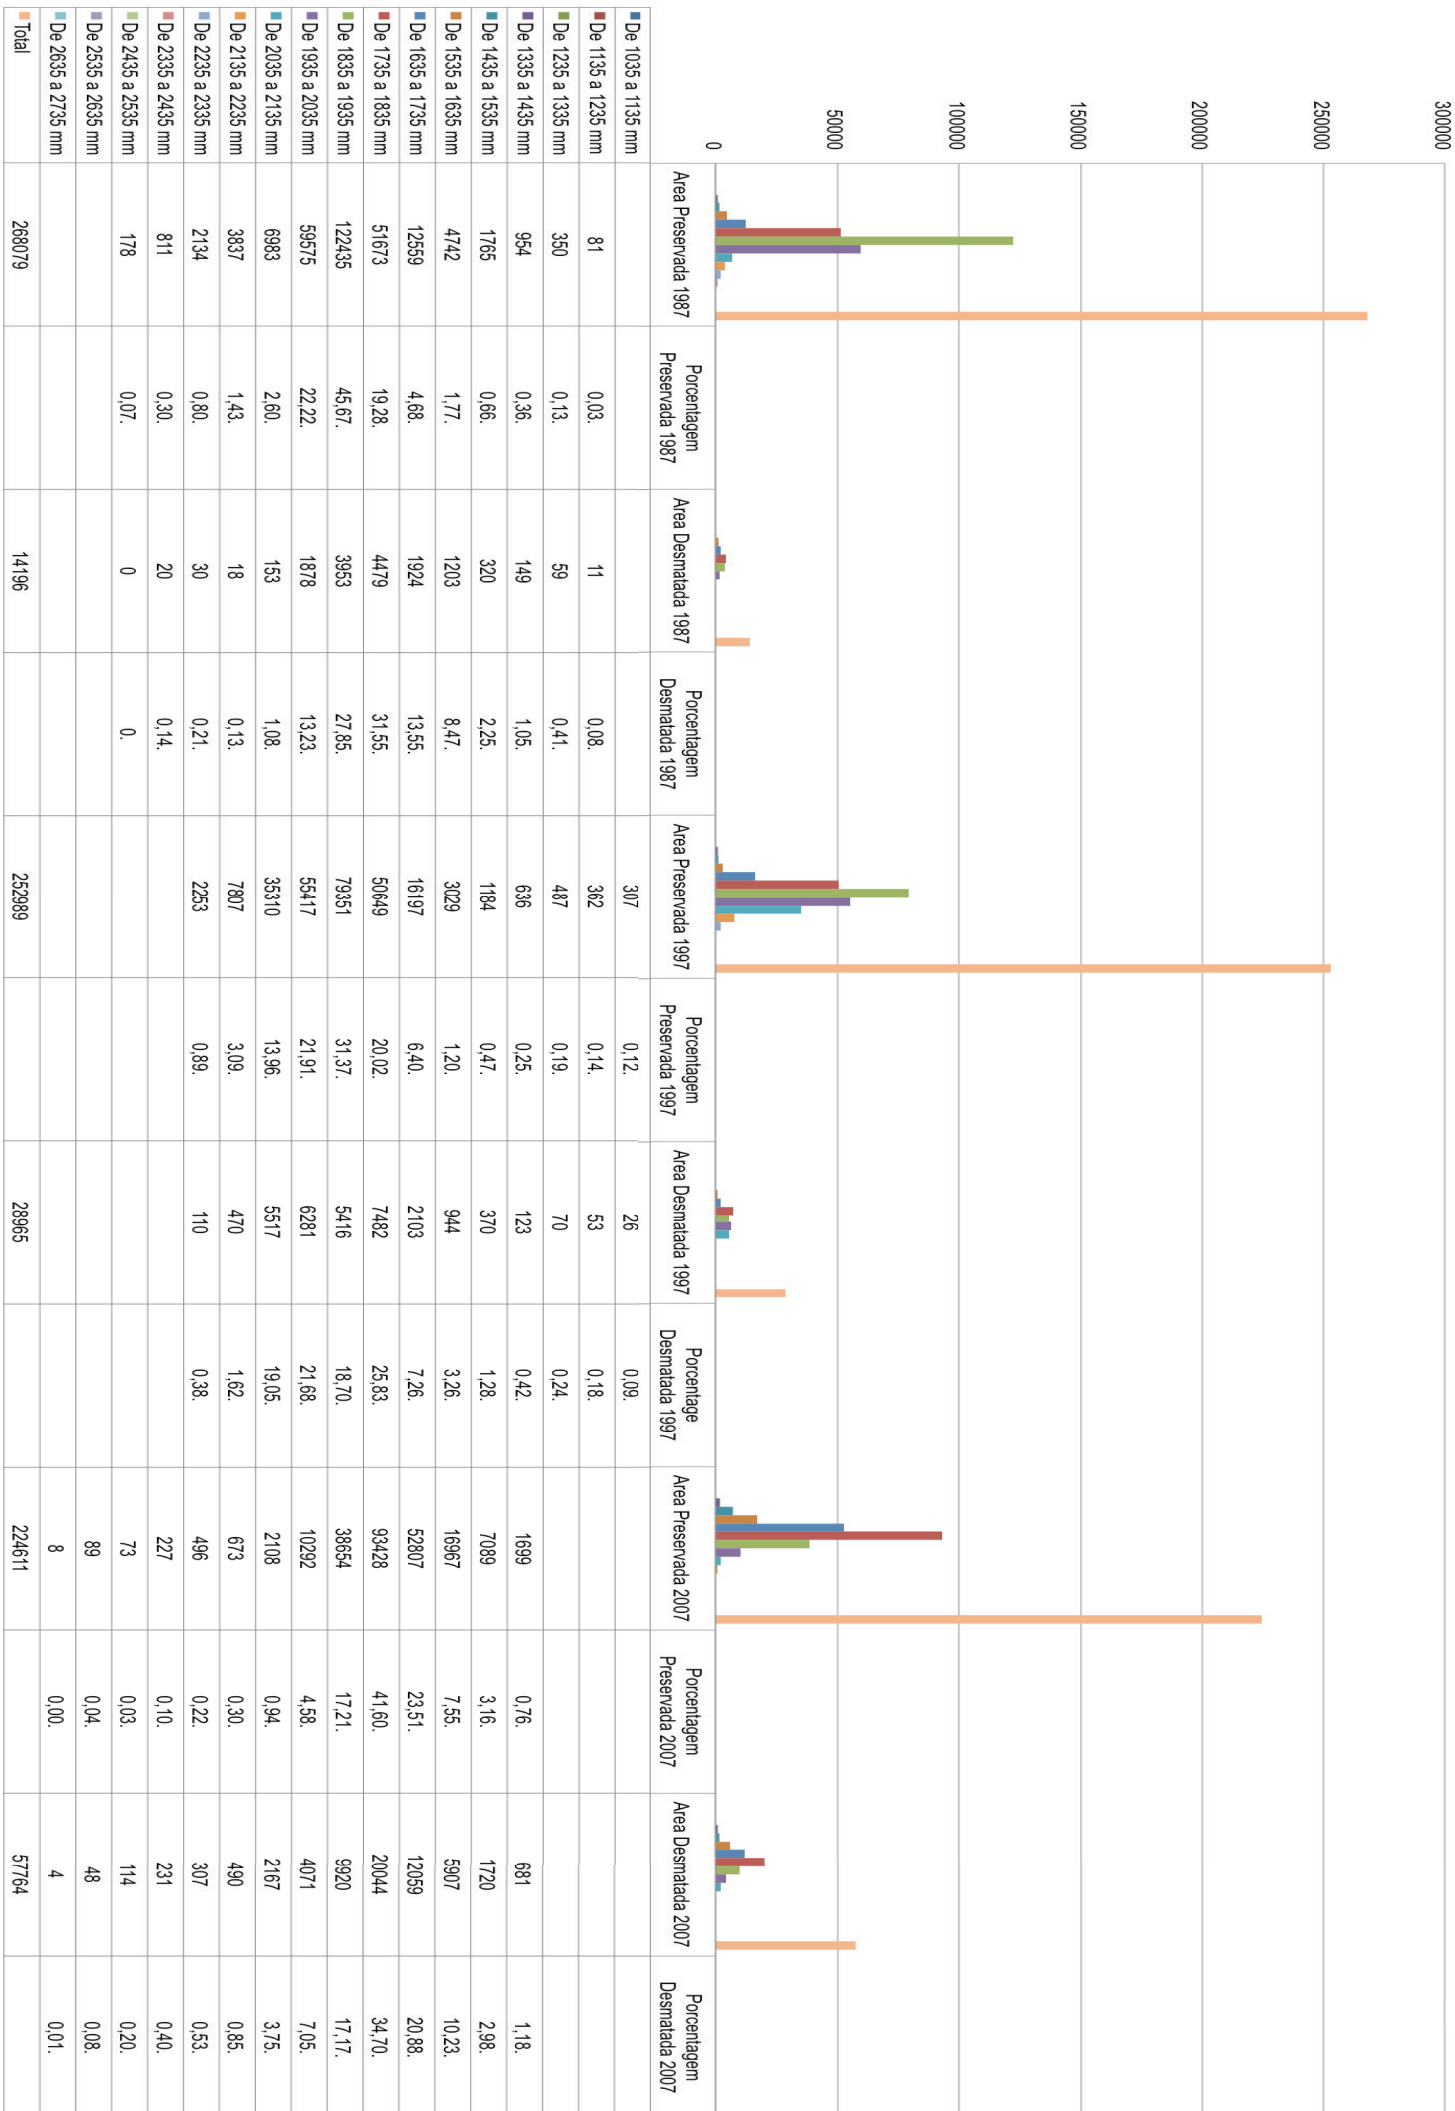 300000
250000
200000
150000
100000
50000
0
Area Preservada 1987
Porcentagem
Preservada 1987
Area Desmatada 1987
Porcentagem
Desmatada 1987
Area Preservada 1997
Porcentagem
Preservada 1997
Area Desmatada 1997
Porcentage
Desmatada 1997
Area Preservada 2007
Porcentagem
Preservada 2007
Area Desmatada 2007
Porcentagem
Desmatada 2007
De 1035 a 1135 mm 307 0,12. 26 0,09.
De 1135 a 1235 mm 81 0,03. 11 0,08. 362 0,14. 53 0,18.
De 1235 a 1335 mm 350 0,13. 59 0,41. 487 0,19. 70 0,24.
De 1335 a 1435 mm 954 0,36. 149 1,05. 636 0,25. 123 0,42. 1699 0,76. 681 1,18.
De 1435 a 1535 mm 1765 0,66. 320 2,25. 1184 0,47. 370 1,28. 7089 3,16. 1720 2,98.
De 1535 a 1635 mm 4742 1,77. 1203 8,47. 3029 1,20. 944 3,26. 16967 7,55. 5907 10,23.
De 1635 a 1735 mm 12559 4,68. 1924 13,55. 16197 6,40. 2103 7,26. 52807 23,51. 12059 20,88.
De 1735 a 1835 mm 51673 19,28. 4479 31,55. 50649 20,02. 7482 25,83. 93428 41,60. 20044 34,70.
De 1835 a 1935 mm 122435 45,67. 3953 27,85. 79351 31,37. 5416 18,70. 38654 17,21. 9920 17,17.
De 1935 a 2035 mm 59575 22,22. 1878 13,23. 55417 21,91. 6281 21,68. 10292 4,58. 4071 7,05.
De 2035 a 2135 mm 6983 2,60. 153 1,08. 35310 13,96. 5517 19,05. 2108 0,94. 2167 3,75.
De 2135 a 2235 mm 3837 1,43. 18 0,13. 7807 3,09. 470 1,62. 673 0,30. 490 0,85.
De 2235 a 2335 mm 2134 0,80. 30 0,21. 2253 0,89. 110 0,38. 496 0,22. 307 0,53.
De 2335 a 2435 mm 811 0,30. 20 0,14. 227 0,10. 231 0,40.
De 2435 a 2535 mm 178 0,07. 0 0. 73 0,03. 114 0,20.
De 2535 a 2635 mm 89 0,04. 48 0,08.
De 2635 a 2735 mm 8 0,00. 4 0,01.
Total 268079 14196 252989 28965 224611 57764